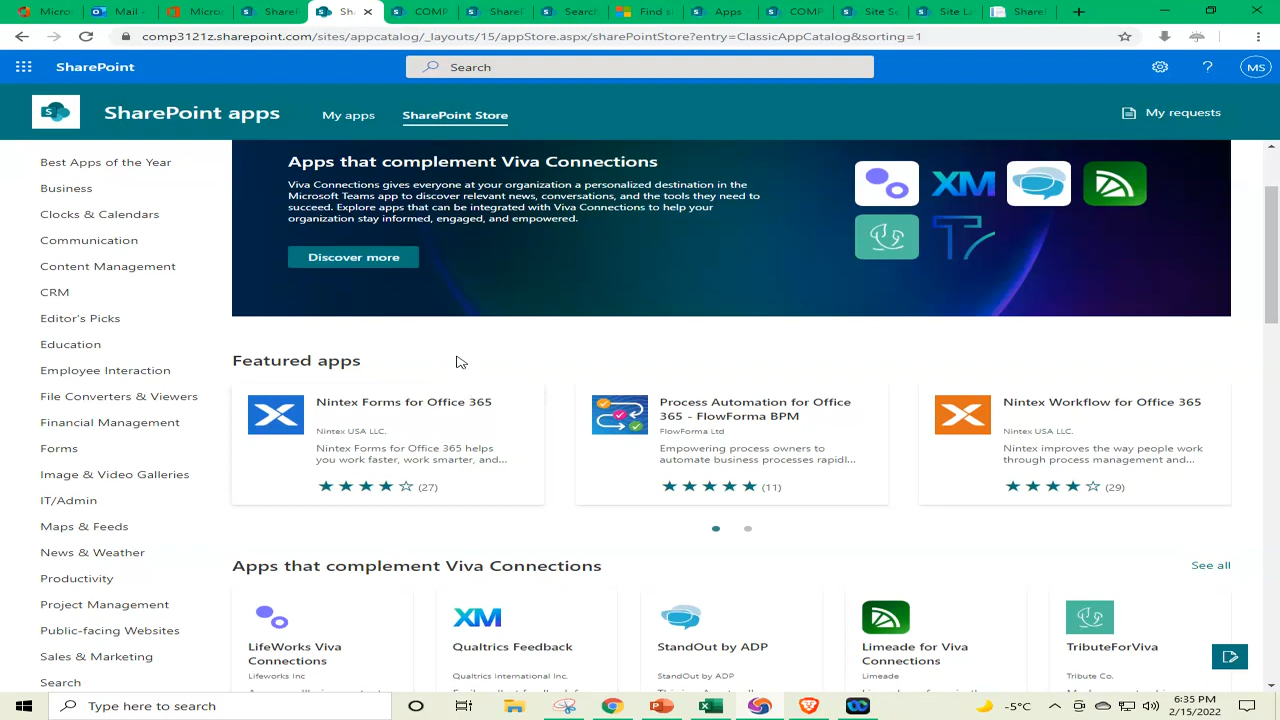 Micro
Mail -
Micro
ShareP
Sh
COMP
ShareP
Search
Find s
Apps
COMP
Site Se
Site La
ShareP
comp3121z.sharepoint.com/sites/appcatalog/_layouts/15/appStore.aspx/sharePointStore?entry=ClassicAppCatalog&sorting=1
SharePoint
Search
? MS
SharePoint apps
My apps
SharePoint Store
My requests
Best Apps of the Year
Business
Clocks & Calendars
Communication
Content Management
CRM
Editor's Picks
Education
Employee Interaction
File Converters & Viewers
Financial Management
Forms
Image & Video Galleries
IT/Admin
Maps & Feeds
News & Weather
Productivity
Project Management
Public-facing Websites
Sales & Marketing
Search
Apps that complement Viva Connections
Viva Connections gives everyone at your organization a personalized destination in the
Microsoft Teams app to discover relevant news, conversations, and the tools they need to
succeed. Explore apps that can be integrated with Viva Connections to help your
organization stay informed, engaged, and empowered.
Discover more
XM
Featured apps
Nintex Forms for Office 365
Nintex USA LLC.
Nintex Forms for Office 365 helps
you work faster, work smarter, and...
(27)
Process Automation for Office
365 - FlowForma BPM
FlowForma Ltd
Empowering process owners to
automate business processes rapidl...
(11)
Nintex Workflow for Office 365
Nintex USA LLC.
Nintex improves the way people work
through process management and...
(29)
Apps that complement Viva Connections
See all
LifeWorks Viva
Connections
Lifeworks Inc
XM
Qualtrics Feedback
Qualtrics International Inc.
StandOut by ADP
StandOut by ADP
Limeade for Viva
Connections
Limeade
TributeForViva
Tribute Co.
Type here to search
-5°C
6:35 PM
2/15/2022